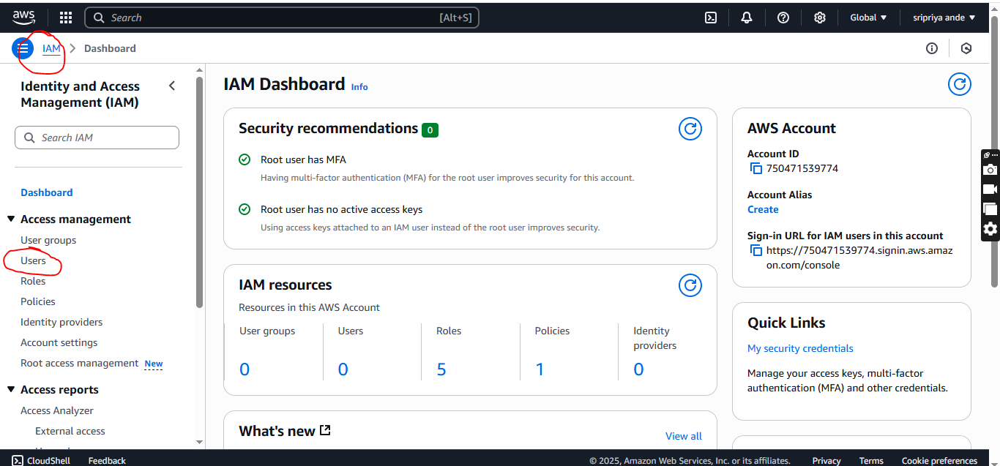 aws
Search [Alt+S]
Global ▼
sripriya ande ▼
IAM > Dashboard
Identity and Access Management (IAM)
Search IAM
Dashboard
Access management
User groups
Users
Roles
Policies
Identity providers
Account settings
Root access management New
Access reports
Access Analyzer
External access
IAM Dashboard Info
Security recommendations 0
Root user has MFA
Having multi-factor authentication (MFA) for the root user improves security for this account.
Root user has no active access keys
Using access keys attached to an IAM user instead of the root user improves security.
IAM resources
Resources in this AWS Account
User groups
0
Users
0
Roles
5
Policies
1
Identity providers
0
What's new
View all
AWS Account
Account ID
750471539774
Account Alias
Create
Sign-in URL for IAM users in this account
https://750471539774.signin.aws.amaz
on.com/console
Quick Links
My security credentials
Manage your access keys, multi-factor
authentication (MFA) and other credentials.
CloudShell
Feedback
© 2025, Amazon Web Services, Inc. or its affiliates.
Privacy
Terms
Cookie preferences